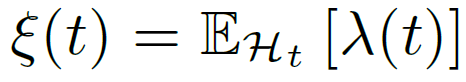 ξ(t) = 𝔼_{ℋ_t} [λ(t)]